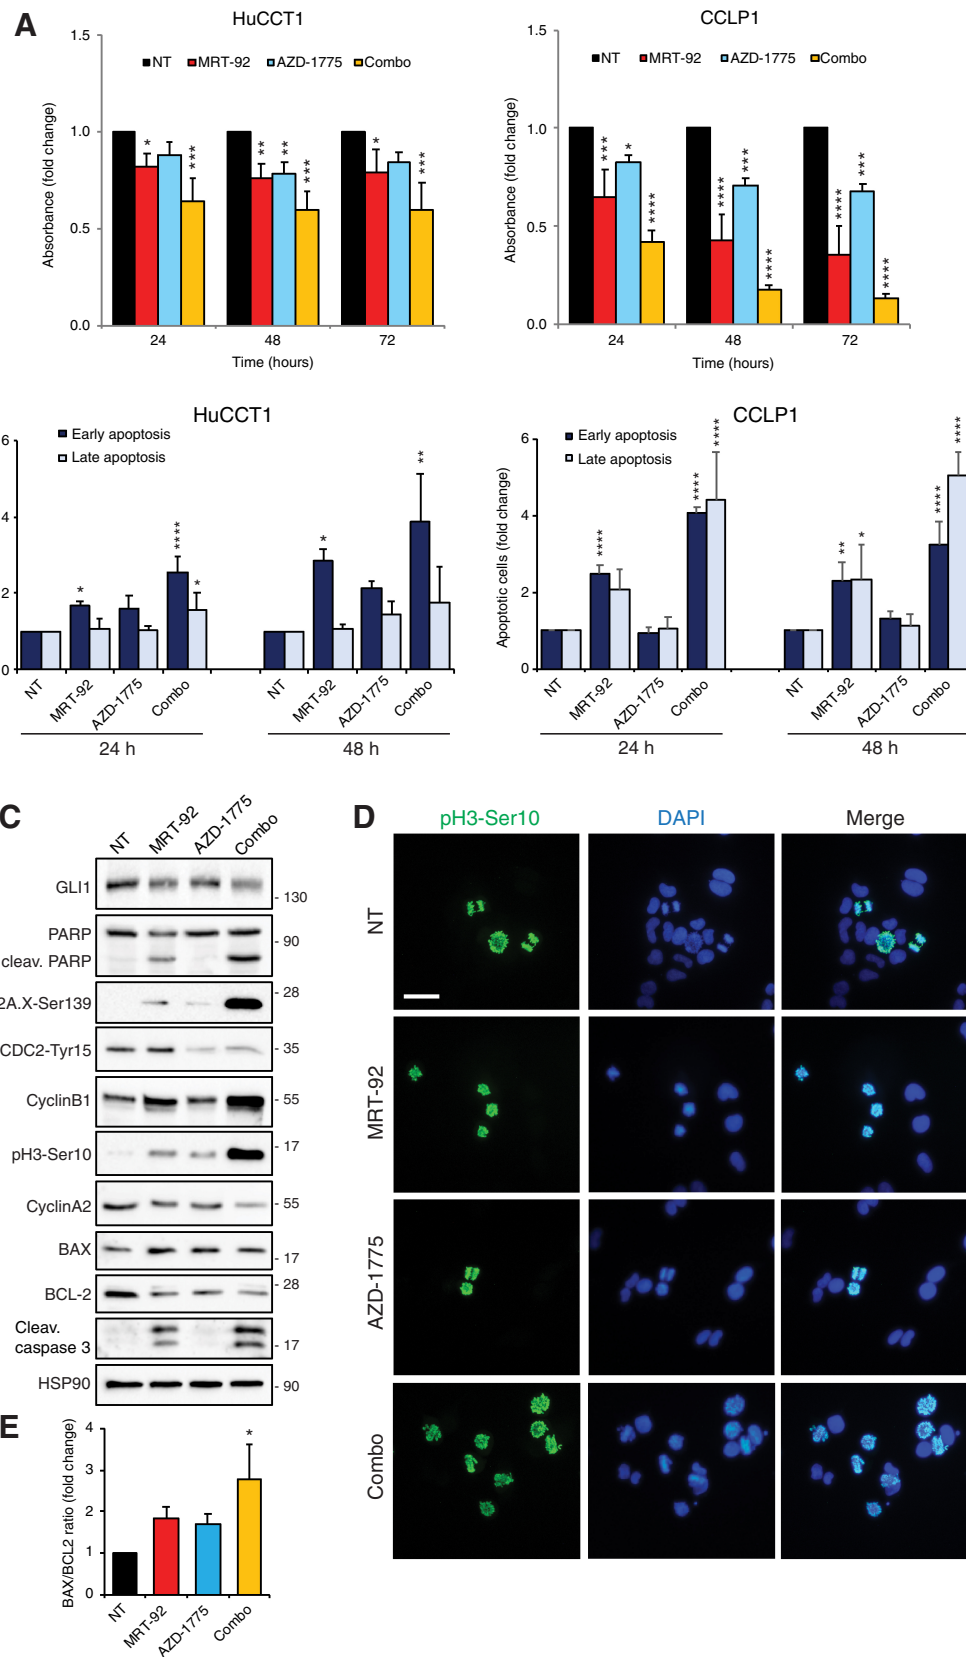 A
HuCCT1
1.5
NT MRT-92 AZD-1775 Combo
Absorbance (fold change)
1.0
0.5
0.0
* *** ** ** *** * ***
24 48 72
Time (hours)
CCLP1
1.5
NT MRT-92 AZD-1775 Combo
Absorbance (fold change)
1.0
0.5
0.0
*** * **** **** *** **** **** *** ****
24 48 72
Time (hours)
HuCCT1
Early apoptosis
Late apoptosis
6
4
2
0
* **** * * **
NT MRT-92 AZD-1775 Combo NT MRT-92 AZD-1775 Combo
24 h 48 h
CCLP1
Early apoptosis
Late apoptosis
Apoptotic cells (fold change)
6
4
2
0
**** **** **** ** * **** ****
NT MRT-92 AZD-1775 Combo NT MRT-92 AZD-1775 Combo
24 h 48 h
C
NT MRT-92 AZD-1775 Combo
GLI1
- 130
PARP
- 90
cleav. PARP
2A.X-Ser139
- 28
CDC2-Tyr15
- 35
CyclinB1
- 55
pH3-Ser10
- 17
CyclinA2
- 55
BAX
- 17
BCL-2
- 28
Cleav.
caspase 3
- 17
HSP90
- 90
D
pH3-Ser10 DAPI Merge
NT
MRT-92
AZD-1775
Combo
E
BAX/BCL2 ratio (fold change)
4
3
2
1
0
*
NT MRT-92 AZD-1775 Combo